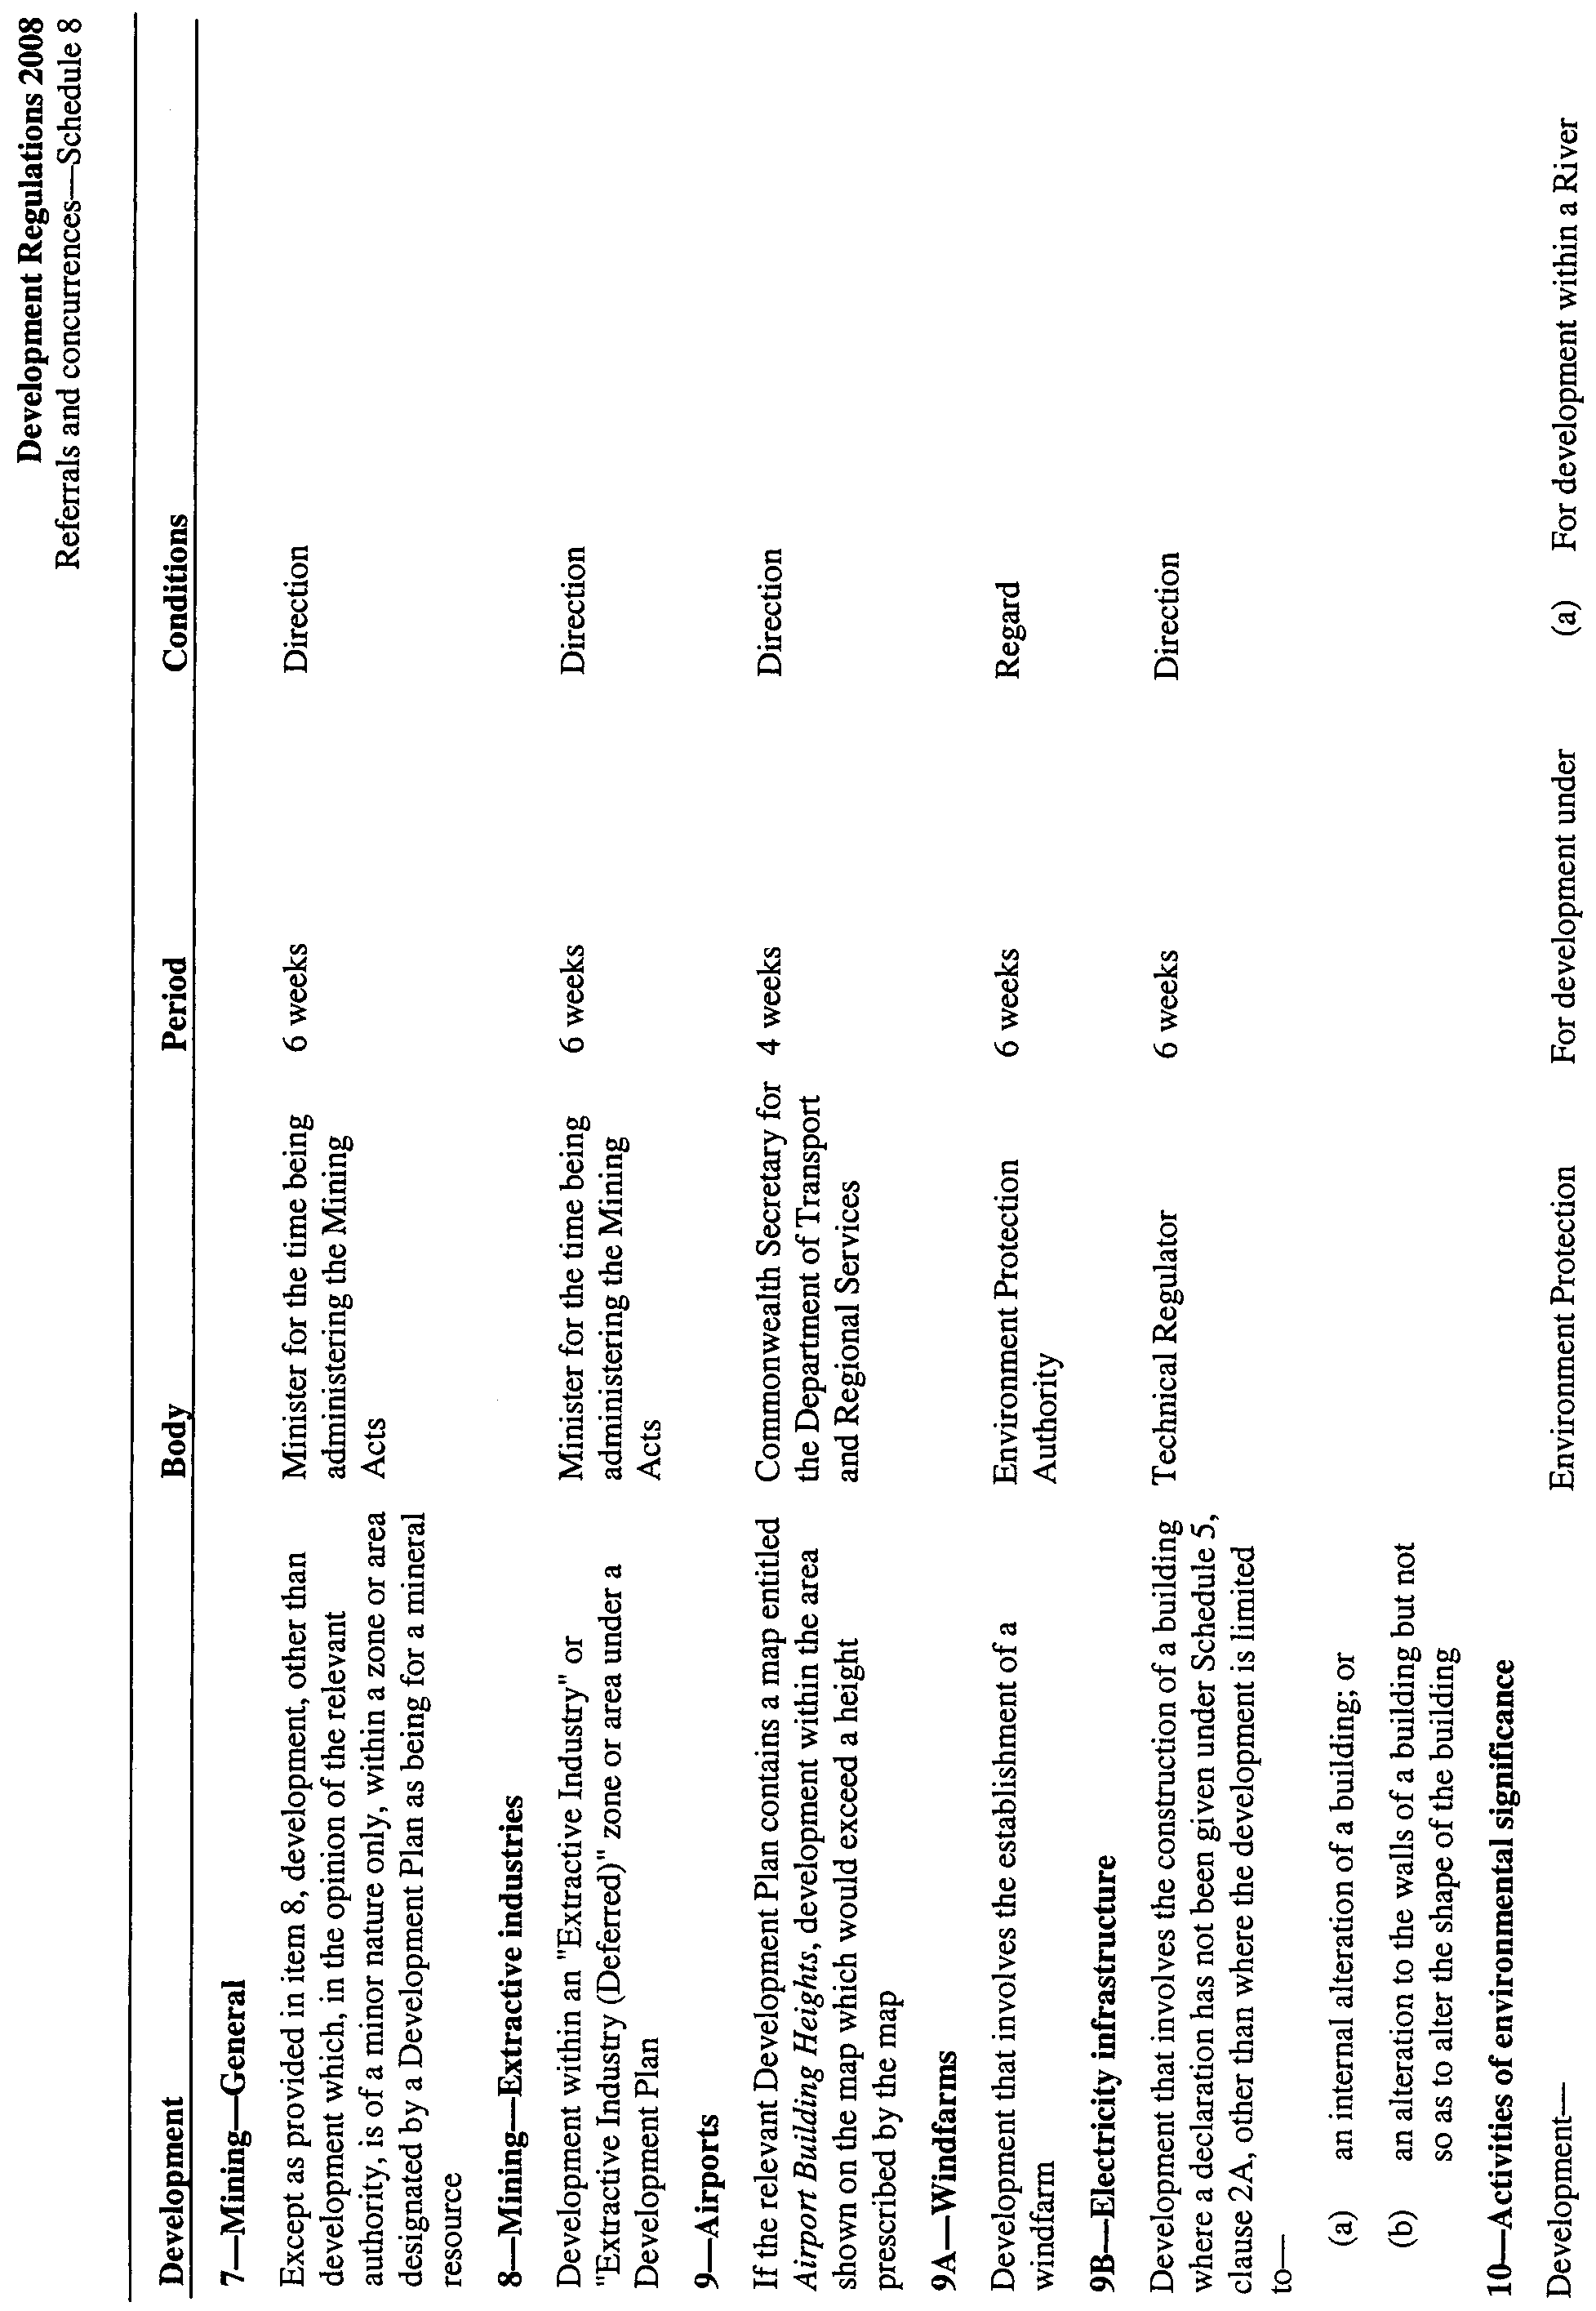 Development Regulations 2008
Referrals and concurrences—Schedule 8
Development Body Period Conditions
7—Mining—General
Except as provided in item 8, development, other than Minister for the time being 6 weeks Direction
development which, in the opinion of the relevant administering the Mining
authority, is of a minor nature only, within a zone or area Acts
designated by a Development Plan as being for a mineral
resource
8—Mining—Extractive industries
Development within an "Extractive Industry" or Minister for the time being 6 weeks Direction
"Extractive Industry (Deferred)" zone or area under a administering the Mining
Development Plan Acts
9—Airports
If the relevant Development Plan contains a map entitled Commonwealth Secretary for 4 weeks Direction
Airport Building Heights, development within the area the Department of Transport
shown on the map which would exceed a height and Regional Services
prescribed by the map
9A—Windfarms
Development that involves the establishment of a Environment Protection 6 weeks Regard
windfarm Authority
9B—Electricity infrastructure
Development that involves the construction of a building Technical Regulator 6 weeks Direction
where a declaration has not been given under Schedule 5,
clause 2A, other than where the development is limited
to—
(a) an internal alteration of a building; or
(b) an alteration to the walls of a building but not
so as to alter the shape of the building
10—Activities of environmental significance
Development— Environment Protection For development under (a) For development within a River